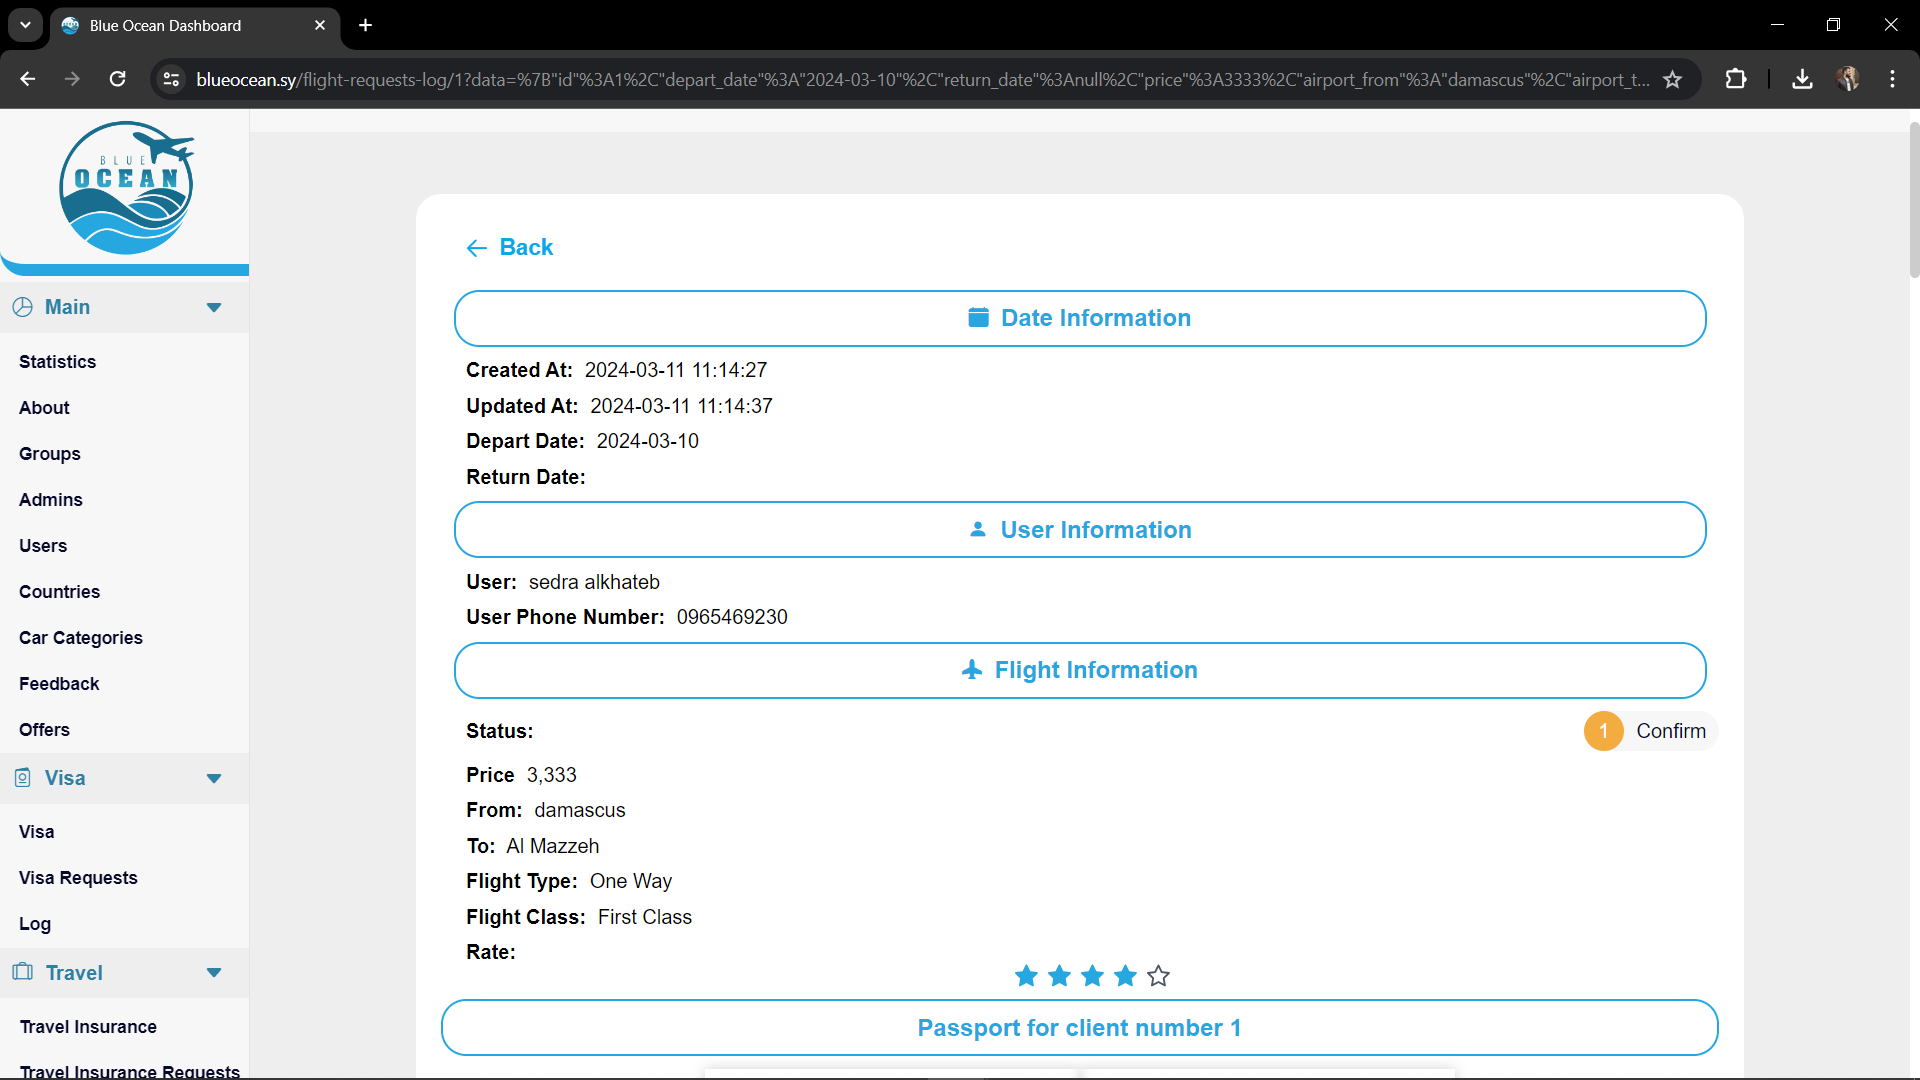 Blue Ocean Dashboard
blueocean.sy/flight-requests-log/1?data=%7B"id"%3A1%2C"depart_date"%3A"2024-03-10"%2C"return_date"%3Anull%2C"price"%3A3333%2C"airport_from"%3A"damascus"%2C"airport_t...
BLUE
OCEAN
Main
Statistics
About
Groups
Admins
Users
Countries
Car Categories
Feedback
Offers
Visa
Visa
Visa Requests
Log
Travel
Travel Insurance
Travel Insurance Requests
Back
Date Information
Created At: 2024-03-11 11:14:27
Updated At: 2024-03-11 11:14:37
Depart Date: 2024-03-10
Return Date:
User Information
User: sedra alkhateb
User Phone Number: 0965469230
Flight Information
Status:
1 Confirm
Price 3,333
From: damascus
To: Al Mazzeh
Flight Type: One Way
Flight Class: First Class
Rate:
Passport for client number 1